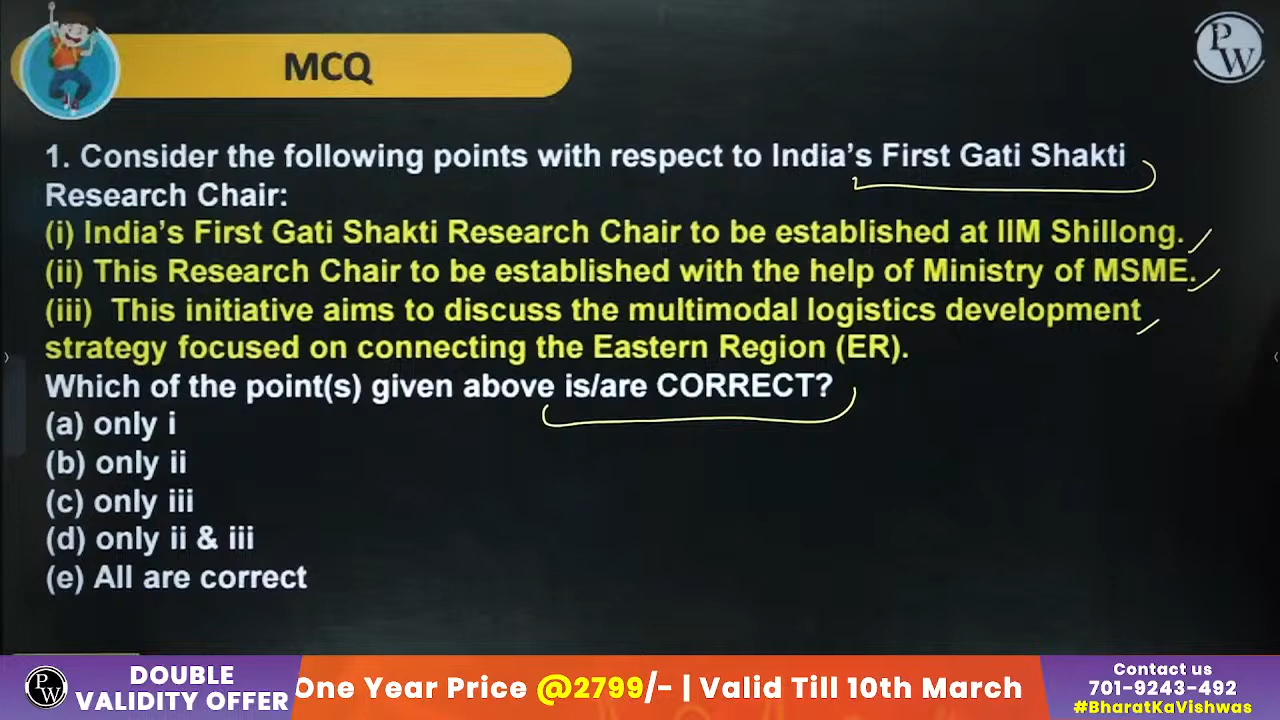 MCQ
PW
1. Consider the following points with respect to India's First Gati Shakti
Research Chair:
(i) India's First Gati Shakti Research Chair to be established at IIM Shillong.
(ii) This Research Chair to be established with the help of Ministry of MSME.
(iii) This initiative aims to discuss the multimodal logistics development
strategy focused on connecting the Eastern Region (ER).
Which of the point(s) given above is/are CORRECT?
(a) only i
(b) only ii
(c) only iii
(d) only ii & iii
(e) All are correct
PW
DOUBLE
VALIDITY OFFER
One Year Price @2799/- | Valid Till 10th March
Contact us
701-9243-492
#BharatKaVishwas